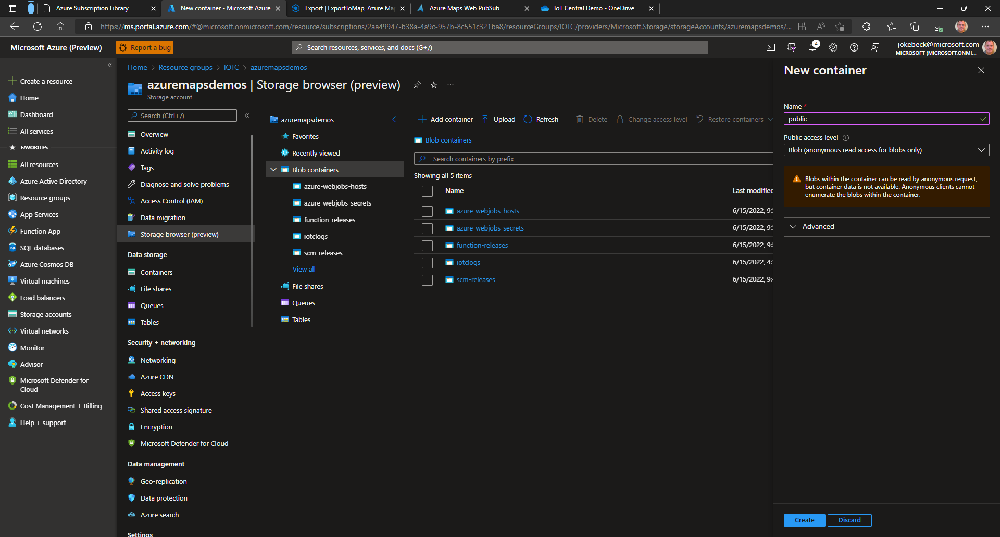 Azure Subscription Library
New container - Microsoft Azure
Export | ExportToMap, Azure Ma
Azure Maps Web PubSub
IoT Central Demo - OneDrive
https://ms.portal.azure.com/#@microsoft.onmicrosoft.com/resource/subscriptions/2aa49947-b38a-4a9c-957b-8c551c321ba8/resourceGroups/IOTC/providers/Microsoft.Storage/storageAccounts/azuremapsdemos/...
Microsoft Azure (Preview)
Report a bug
Search resources, services, and docs (G+/)
4
jokebeck@microsoft.com
MICROSOFT (MICROSOFT.ONMI...
Create a resource
Home
Dashboard
All services
FAVORITES
All resources
Azure Active Directory
Resource groups
App Services
Function App
SQL databases
Azure Cosmos DB
Virtual machines
Load balancers
Storage accounts
Virtual networks
Monitor
Advisor
Microsoft Defender for
Cloud
Cost Management + Billing
Help + support
Home > Resource groups > IOTC > azuremapsdemos
azuremapsdemos | Storage browser (preview)
Storage account
Search (Ctrl+/)
Overview
Activity log
Tags
Diagnose and solve problems
Access Control (IAM)
Data migration
Storage browser (preview)
Data storage
Containers
File shares
Queues
Tables
Security + networking
Networking
Azure CDN
Access keys
Shared access signature
Encryption
Microsoft Defender for Cloud
Data management
Geo-replication
Data protection
Azure search
Settings
azuremapsdemos
Favorites
Recently viewed
Blob containers
azure-webjobs-hosts
azure-webjobs-secrets
function-releases
iotclogs
scm-releases
View all
File shares
Queues
Tables
Add container
Upload
Refresh
Delete
Change access level
Restore containers
Blob containers
Search containers by prefix
Showing all 5 items
Name Last modified
azure-webjobs-hosts 6/15/2022, 9:5
azure-webjobs-secrets 6/15/2022, 9:5
function-releases 6/15/2022, 9:5
iotclogs 6/15/2022, 4:
scm-releases 6/15/2022, 9:4
New container
Name *
public
Public access level
Blob (anonymous read access for blobs only)
Blobs within the container can be read by anonymous request,
but container data is not available. Anonymous clients cannot
enumerate the blobs within the container.
Advanced
Create
Discard